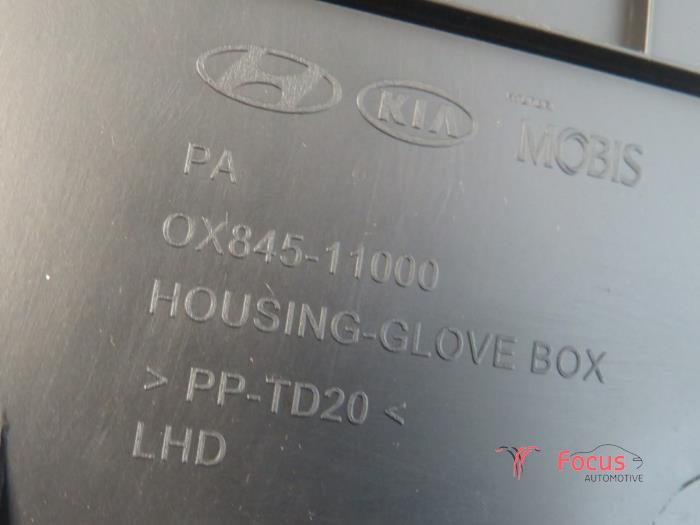 KIA
MOBIS
PA
OX845-11000
HOUSING-GLOVE BOX
> PP-TD20 <
LHD
Focus
AUTOMOTIVE